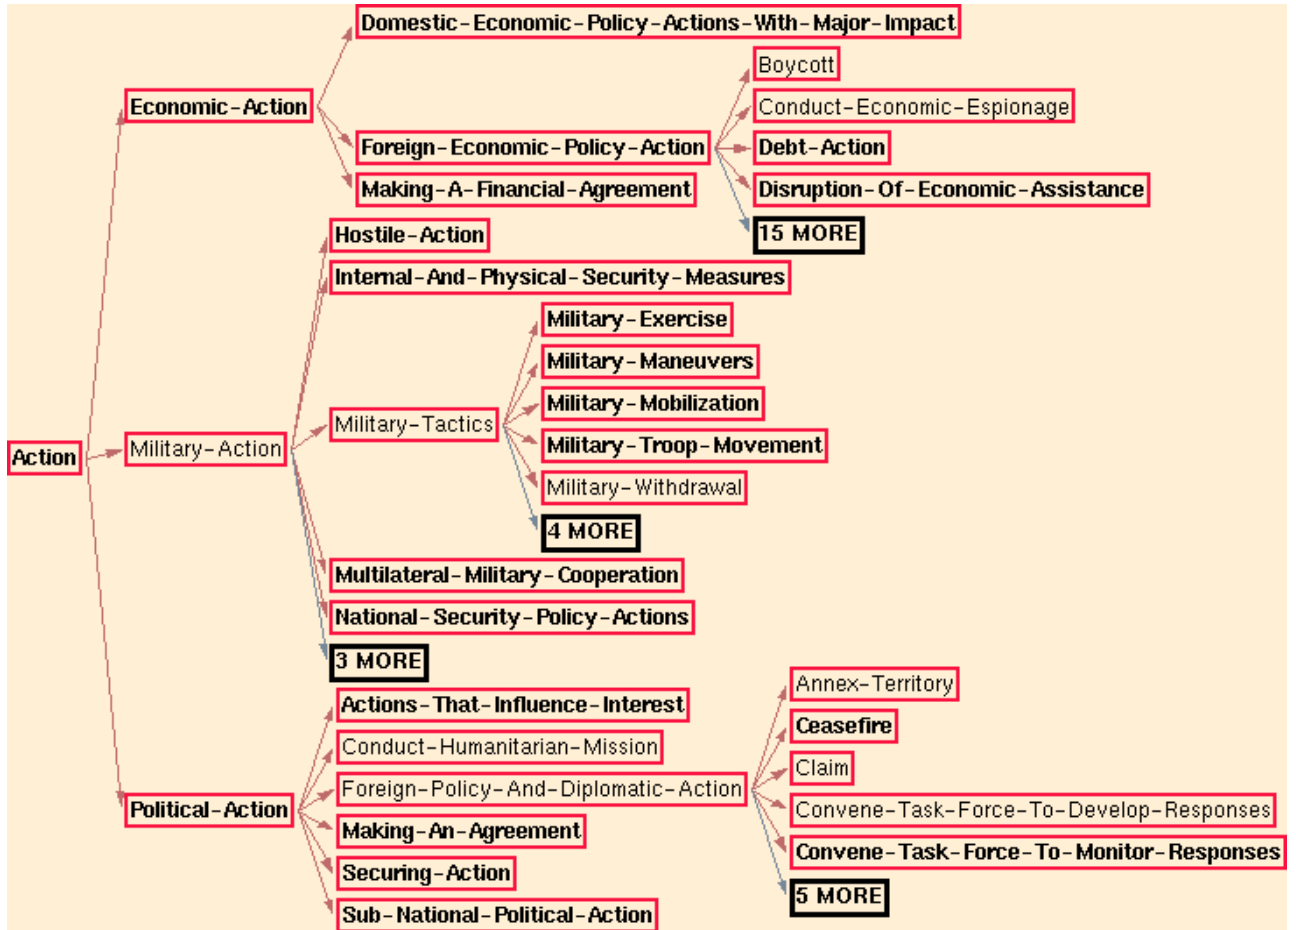 Domestic-Economic-Policy-Actions-With-Major-Impact
Boycott
Economic-Action
Conduct-Economic-Espionage
Foreign-Economic-Policy-Action
Debt-Action
Making-A-Financial-Agreement
Disruption-Of-Economic-Assistance
15 MORE
Hostile-Action
Internal-And-Physical-Security-Measures
Military-Exercise
Military-Maneuvers
Military-Mobilization
Military-Tactics
Military-Troop-Movement
Action
Military-Action
Military-Withdrawal
4 MORE
Multilateral-Military-Cooperation
National-Security-Policy-Actions
3 MORE
Annex-Territory
Actions-That-Influence-Interest
Ceasefire
Conduct-Humanitarian-Mission
Claim
Foreign-Policy-And-Diplomatic-Action
Political-Action
Convene-Task-Force-To-Develop-Responses
Making-An-Agreement
Convene-Task-Force-To-Monitor-Responses
Securing-Action
5 MORE
Sub-National-Political-Action